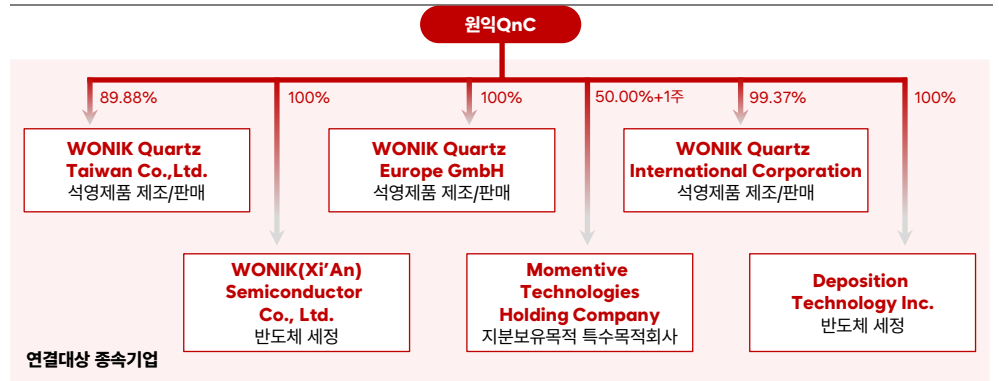 원익QnC
89.88%
100%
100%
50.00%+1주
99.37%
100%
WONIK Quartz
Taiwan Co.,Ltd.
석영제품 제조/판매
WONIK Quartz
Europe GmbH
석영제품 제조/판매
WONIK Quartz
International Corporation
석영제품 제조/판매
WONIK(Xi’An)
Semiconductor
Co., Ltd.
반도체 세정
Momentive
Technologies
Holding Company
지분보유목적 특수목적회사
Deposition
Technology Inc.
반도체 세정
연결대상 종속기업